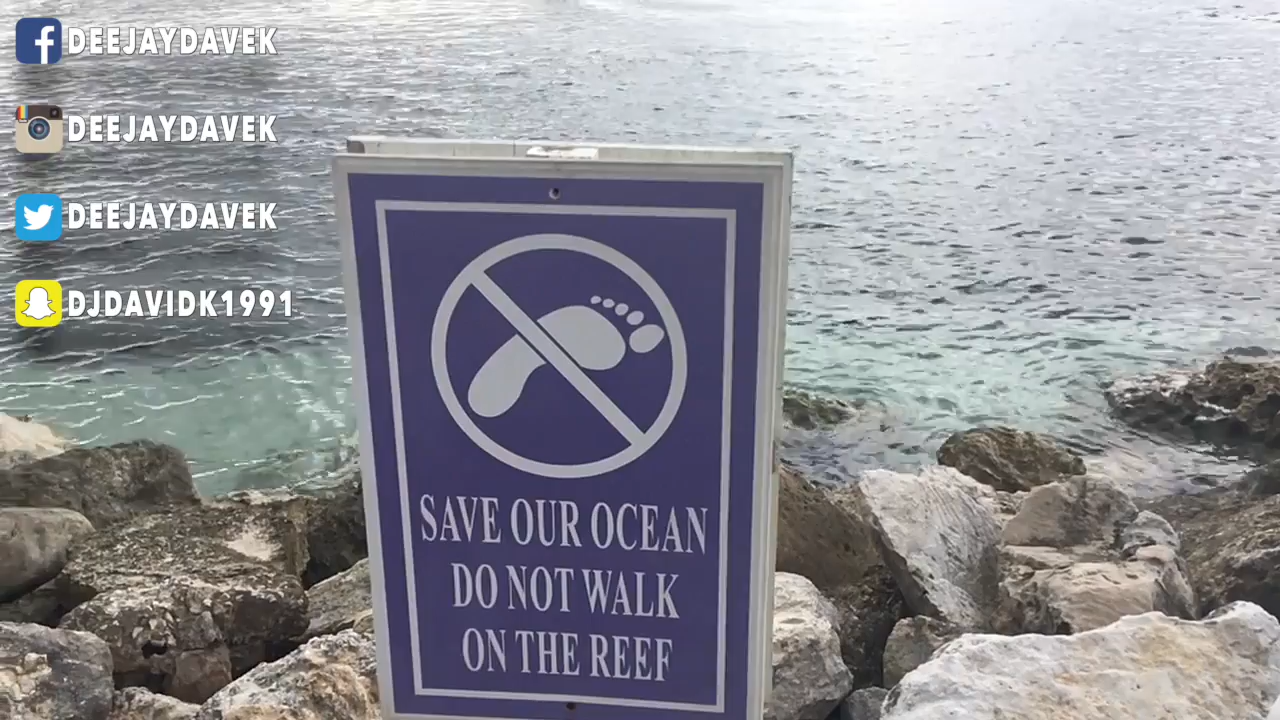 DEEJAYDAVEK
DEEJAYDAVEK
DEEJAYDAVEK
DJDAVIDK1991
SAVE OUR OCEAN
DO NOT WALK
ON THE REEF